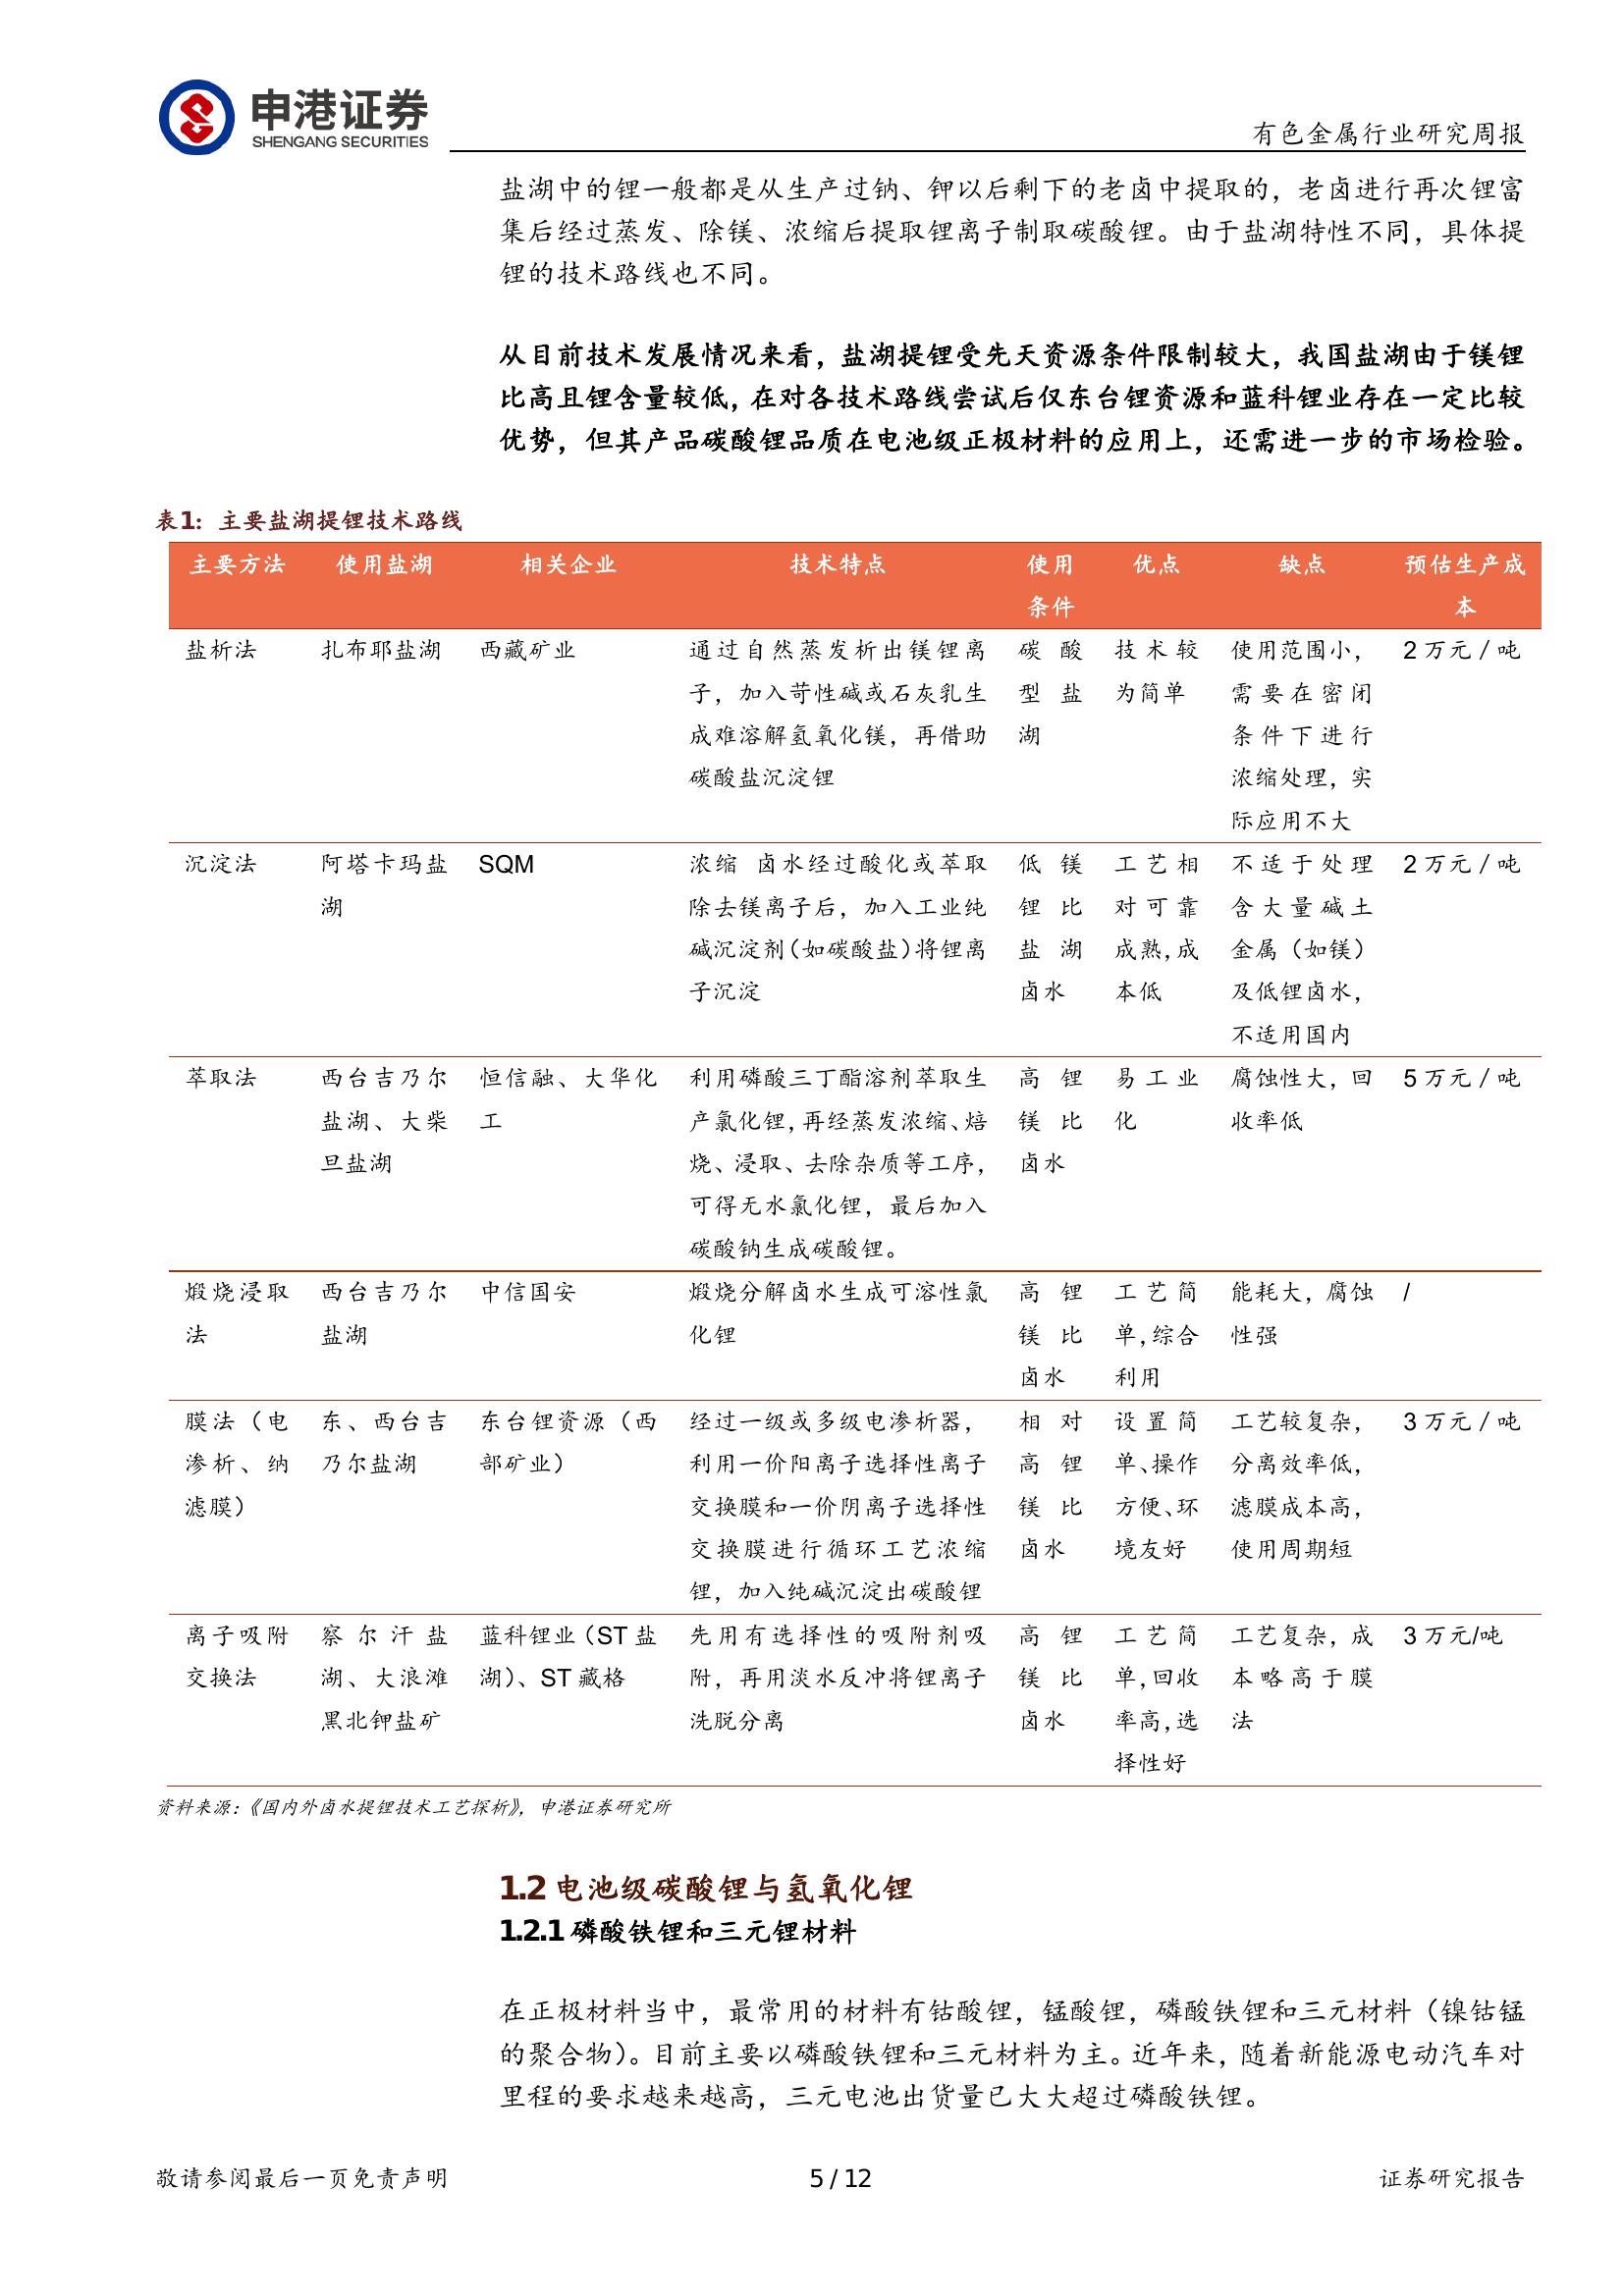 申港证券
SHENGANG SECURITIES
有色金属行业研究周报
盐湖中的锂一般都是从生产过钠、钾以后剩下的老卤中提取的，老卤进行再次锂富
集后经过蒸发、除镁、浓缩后提取锂离子制取碳酸锂。由于盐湖特性不同，具体提
锂的技术路线也不同。
从目前技术发展情况来看，盐湖提锂受先天资源条件限制较大，我国盐湖由于镁锂
比高且锂含量较低，在对各技术路线尝试后仅东台锂资源和蓝科锂业存在一定比较
优势，但其产品碳酸锂品质在电池级正极材料的应用上，还需进一步的市场检验。
表1：主要盐湖提锂技术路线
主要方法 使用盐湖 相关企业 技术特点 使用 优点 缺点 预估生产成
条件 本
盐析法 扎布耶盐湖 西藏矿业 通过自然蒸发析出镁锂离 碳酸 技术较 使用范围小， 2 万元／吨
子，加入苛性碱或石灰乳生 型盐 为简单 需要在密闭
成难溶解氢氧化镁，再借助 湖 条件下进行
碳酸盐沉淀锂 浓缩处理，实
际应用不大
沉淀法 阿塔卡玛盐 SQM 浓缩 卤水经过酸化或萃取 低镁 工艺相 不适于处理 2 万元／吨
湖 除去镁离子后，加入工业纯 锂比 对可靠 含大量碱土
碱沉淀剂（如碳酸盐）将锂离 盐湖 成熟，成 金属（如镁）
子沉淀 卤水 本低 及低锂卤水，
不适用国内
萃取法 西台吉乃尔 恒信融、大华化 利用磷酸三丁酯溶剂萃取生 高锂 易工业 腐蚀性大，回 5 万元／吨
盐湖、大柴 工 产氯化锂，再经蒸发浓缩、焙 镁比 化 收率低
旦盐湖 烧、浸取、去除杂质等工序， 卤水
可得无水氯化锂，最后加入
碳酸钠生成碳酸锂。
煅烧浸取 西台吉乃尔 中信国安 煅烧分解卤水生成可溶性氯 高锂 工艺简 能耗大，腐蚀 /
法 盐湖 化锂 镁比 单，综合 性强
卤水 利用
膜法（电 东、西台吉 东台锂资源（西 经过一级或多级电渗析器， 相对 设置简 工艺较复杂， 3 万元／吨
渗析、纳 乃尔盐湖 部矿业） 利用一价阳离子选择性离子 高锂 单、操作 分离效率低，
滤膜） 交换膜和一价阴离子选择性 镁比 方便、环 滤膜成本高，
交换膜进行循环工艺浓缩 卤水 境友好 使用周期短
锂，加入纯碱沉淀出碳酸锂
离子吸附 察尔汗盐 蓝科锂业（ST 盐 先用有选择性的吸附剂吸 高锂 工艺简 工艺复杂，成 3 万元/吨
交换法 湖、大浪滩 湖）、ST 藏格 附，再用淡水反冲将锂离子 镁比 单，回收 本略高于膜
黑北钾盐矿 洗脱分离 卤水 率高，选 法
择性好
资料来源：《国内外卤水提锂技术工艺探析》，申港证券研究所
1.2 电池级碳酸锂与氢氧化锂
1.2.1 磷酸铁锂和三元锂材料
在正极材料当中，最常用的材料有钴酸锂，锰酸锂，磷酸铁锂和三元材料（镍钴锰
的聚合物）。目前主要以磷酸铁锂和三元材料为主。近年来，随着新能源电动汽车对
里程的要求越来越高，三元电池出货量已大大超过磷酸铁锂。
敬请参阅最后一页免责声明 5 / 12 证券研究报告